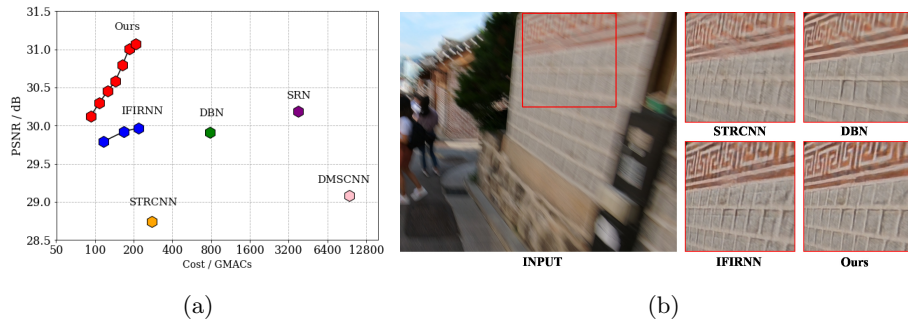 31.5
31.0
30.5
30.0
29.5
29.0
28.5
PSNR / dB
Ours
IFIRNN
DBN
SRN
STRCNN
DMSCNN
50 100 200 400 800 1600 3200 6400 12800
Cost / GMACs
(a)
INPUT
STRCNN DBN
IFIRNN Ours
(b)